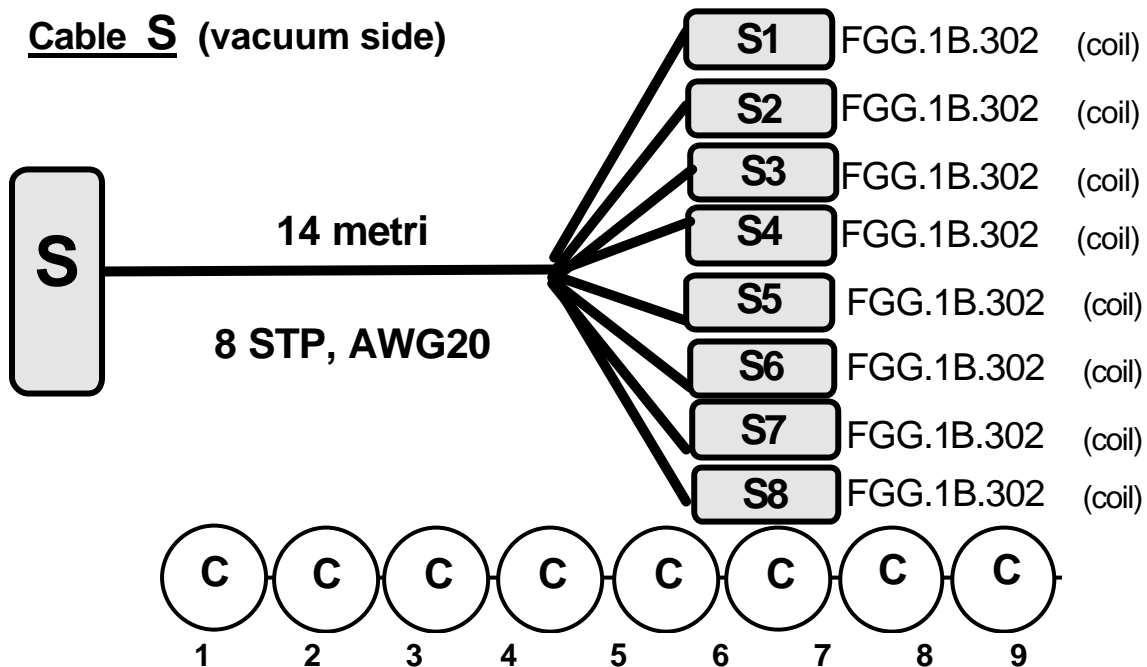 Cable S (vacuum side)
S1 FGG.1B.302 (coil)
S2 FGG.1B.302 (coil)
S3 FGG.1B.302 (coil)
S4 FGG.1B.302 (coil)
S
14 metri
8 STP, AWG20
S5 FGG.1B.302 (coil)
S6 FGG.1B.302 (coil)
S7 FGG.1B.302 (coil)
S8 FGG.1B.302 (coil)
C C C C C C C C
1 2 3 4 5 6 7 8 9